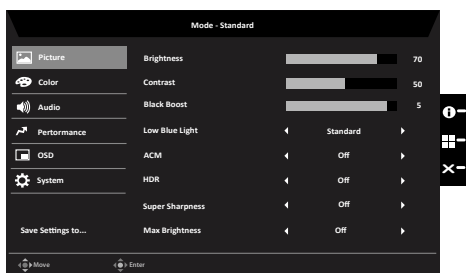 Mode - Standard
Picture
Brightness 70
Color
Contrast 50
Audio
Black Boost 5
Pertormance
Low Blue Light Standard
OSD
ACM Off
System
HDR Off
Super Sharpness Off
Save Settings to...
Max Brightness Off
Move Enter